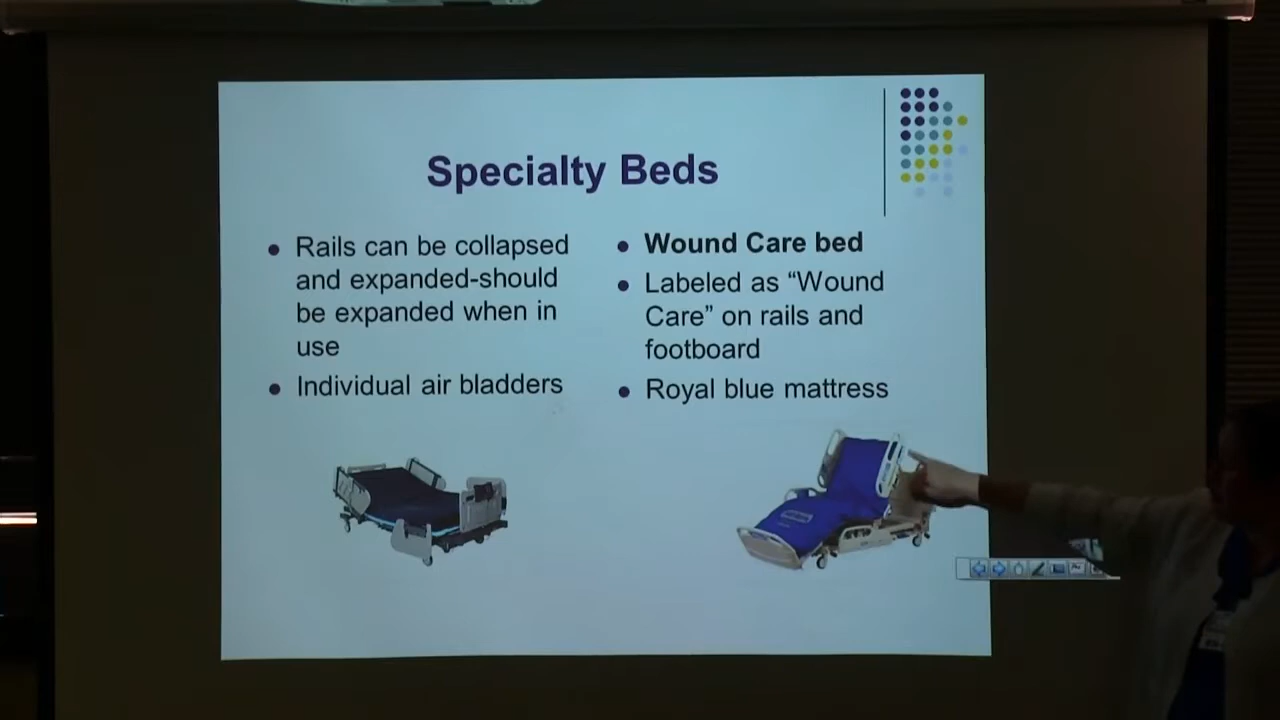 Specialty Beds
• Rails can be collapsed
and expanded-should
be expanded when in
use
• Individual air bladders
• Wound Care bed
• Labeled as “Wound
Care” on rails and
footboard
• Royal blue mattress